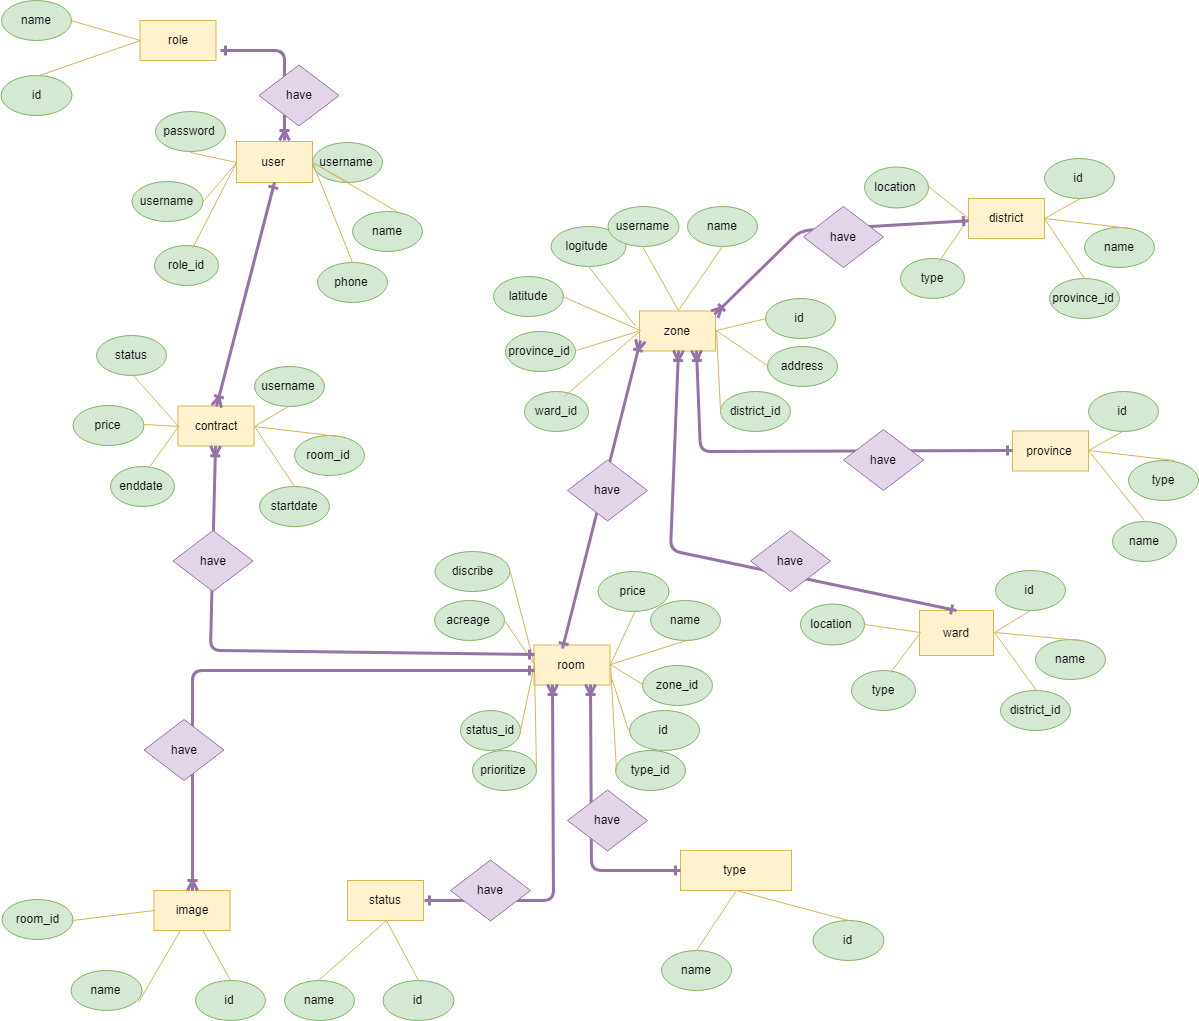 name
role
id
have
password
user
username
username
name
role_id
phone
location
id
district
name
type
province_id
have
logitude
username
name
latitude
zone
id
province_id
address
ward_id
district_id
status
username
price
contract
room_id
enddate
startdate
have
have
id
have
province
type
name
have
id
location
ward
name
type
district_id
discribe
price
acreage
name
room
zone_id
status_id
id
prioritize
type_id
have
have
type
id
name
have
status
name
id
image
room_id
name
id